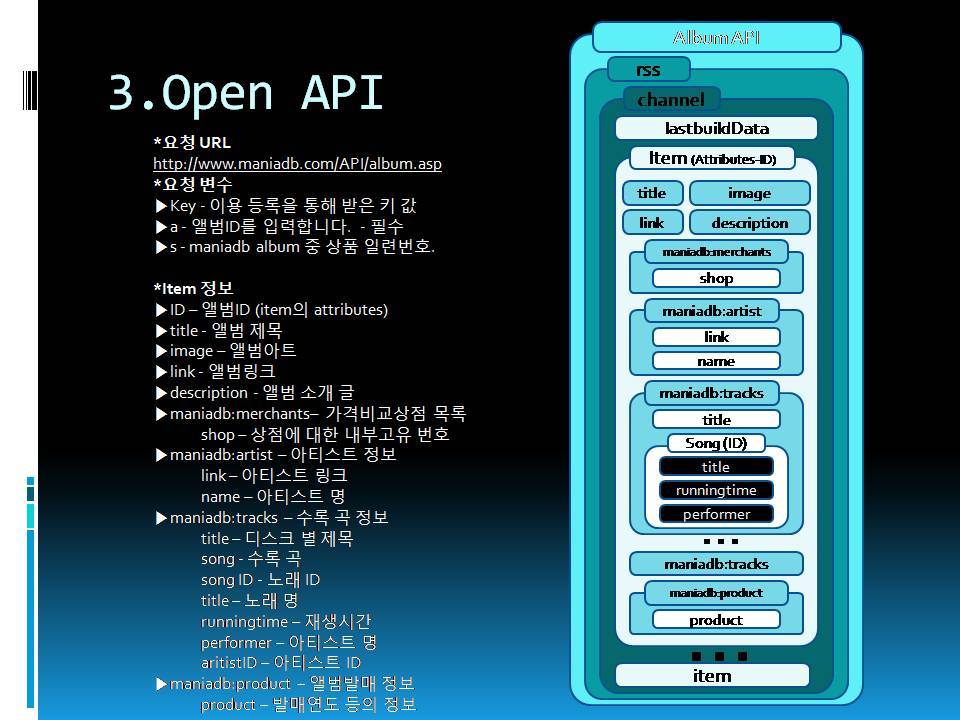 3.Open API
*요청 URL
http://www.maniadb.com/API/album.asp
*요청 변수
▶Key - 이용 등록을 통해 받은 키 값
▶a - 앨범ID를 입력합니다. - 필수
▶s - maniadb album 중 상품 일련번호.
*Item 정보
▶ID – 앨범ID (item의 attributes)
▶title - 앨범 제목
▶image – 앨범아트
▶link - 앨범링크
▶description - 앨범 소개 글
▶maniadb:merchants– 가격비교상점 목록
shop – 상점에 대한 내부고유 번호
▶maniadb:artist – 아티스트 정보
link – 아티스트 링크
name – 아티스트 명
▶maniadb:tracks – 수록 곡 정보
title – 디스크 별 제목
song - 수록 곡
song ID - 노래 ID
title – 노래 명
runningtime – 재생시간
performer – 아티스트 명
aritistID – 아티스트 ID
▶maniadb:product – 앨범발매 정보
product – 발매연도 등의 정보
Album API
rss
channel
lastbuildData
Item (Attributes-ID)
title image
link description
maniadb:merchants
shop
maniadb:artist
link
name
maniadb:tracks
title
Song (ID)
title
runningtime
performer
...
maniadb:tracks
maniadb:product
product
...
item